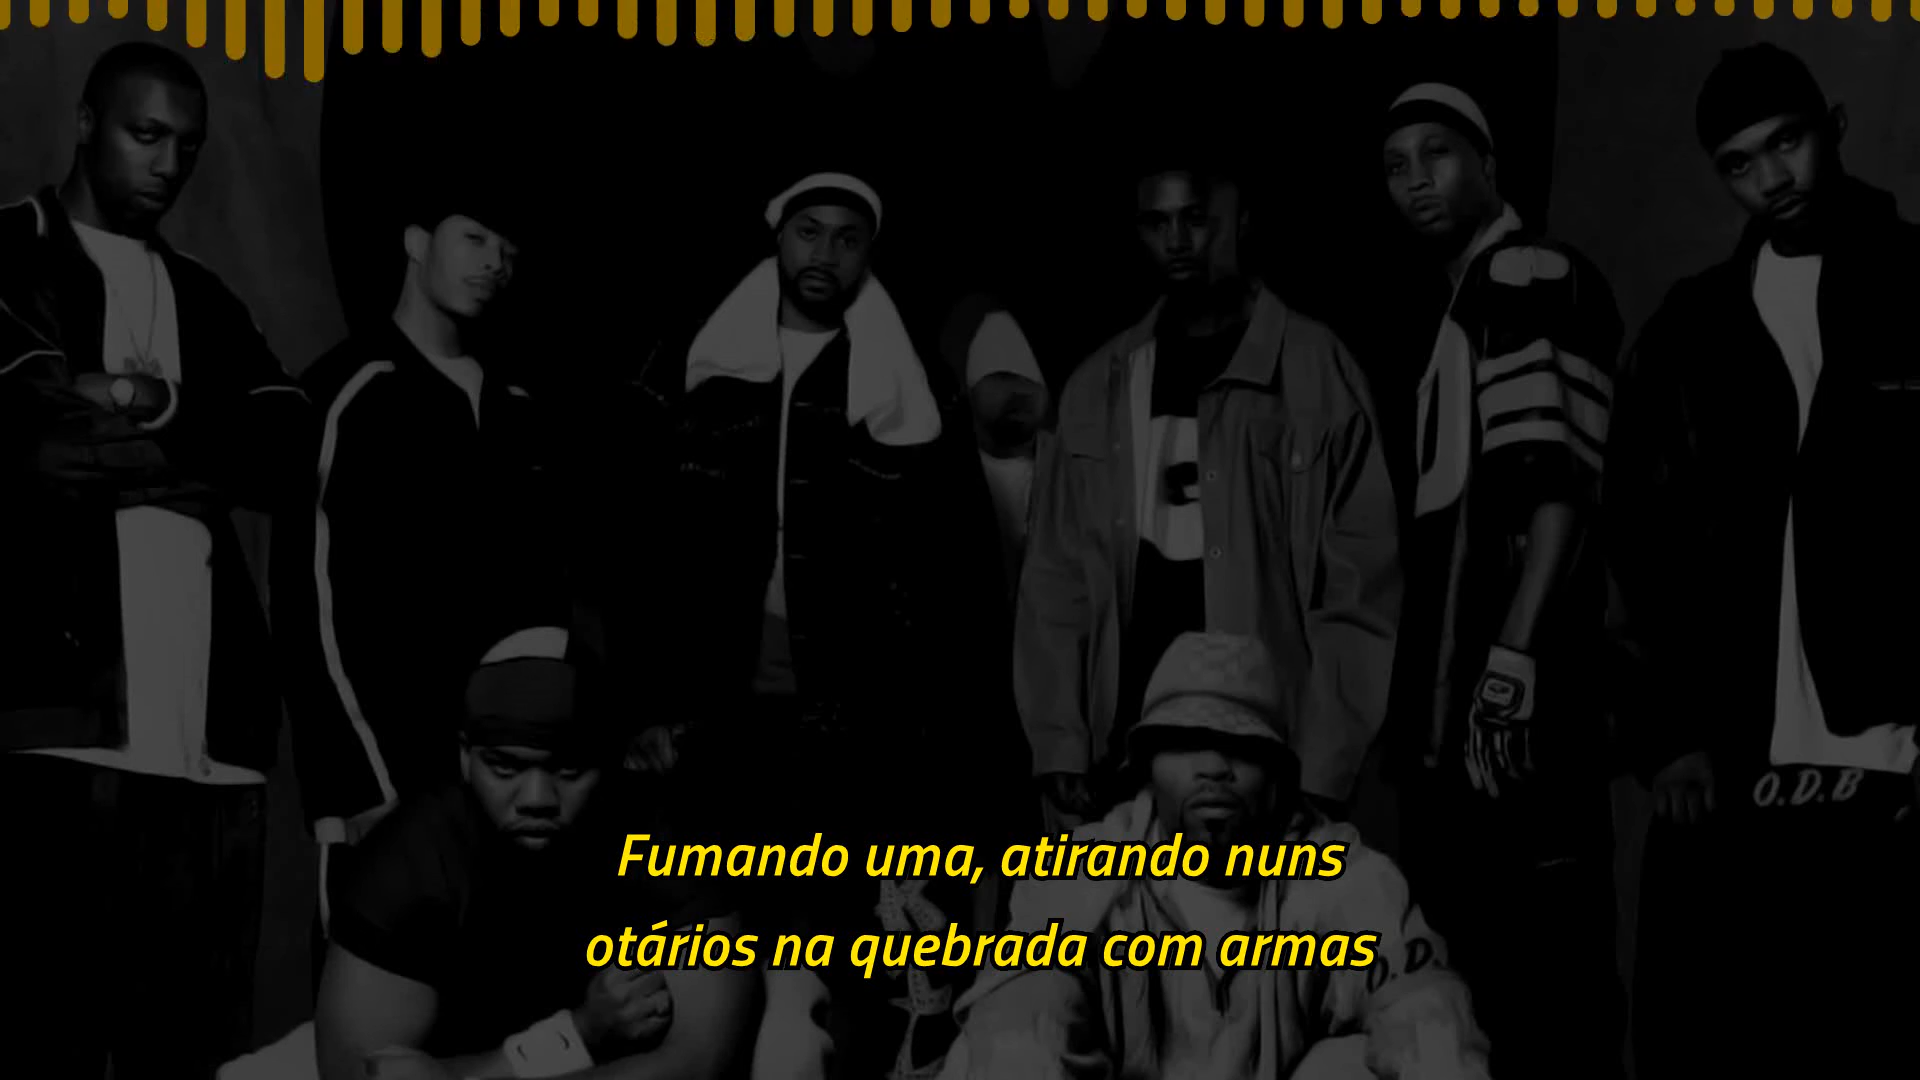 O.D.B
Fumando uma, atirando nuns
otários na quebrada com armas